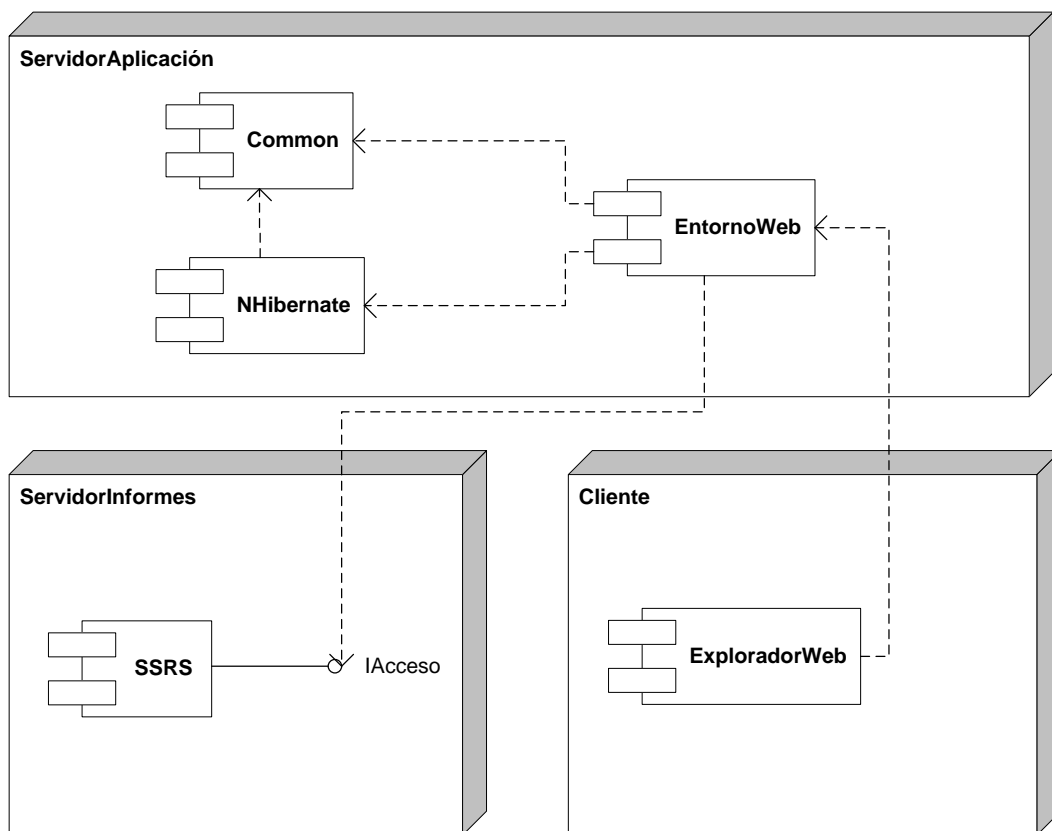 ServidorAplicación
Common
EntornoWeb
NHibernate
ServidorInformes
Cliente
SSRS
IAcceso
ExploradorWeb